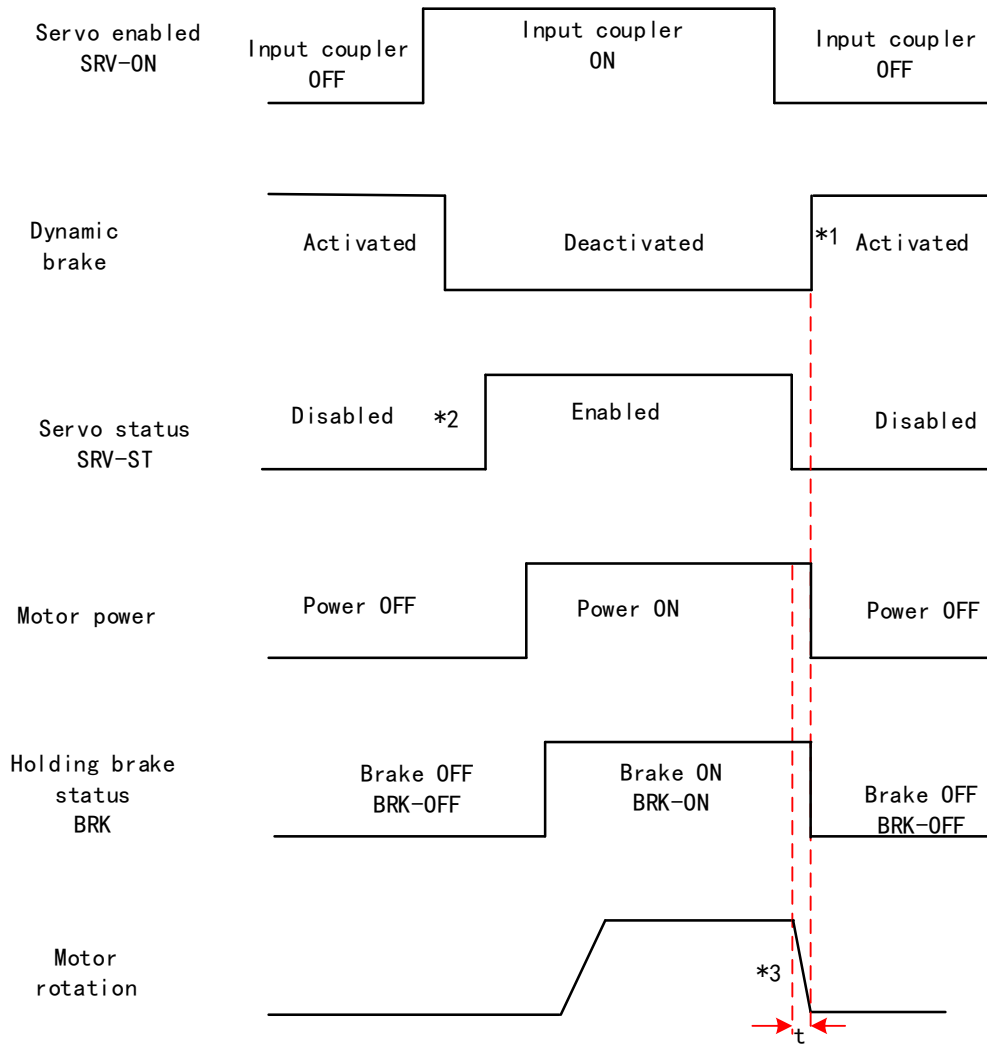 Servo enabled
SRV-ON
Input coupler
OFF
Input coupler
ON
Input coupler
OFF
Dynamic
brake
Activated
Deactivated
*1
Activated
Servo status
SRV-ST
Disabled
*2
Enabled
Disabled
Motor power
Power OFF
Power ON
Power OFF
Holding brake
status
BRK
Brake OFF
BRK-OFF
Brake ON
BRK-ON
Brake OFF
BRK-OFF
Motor
rotation
*3
t